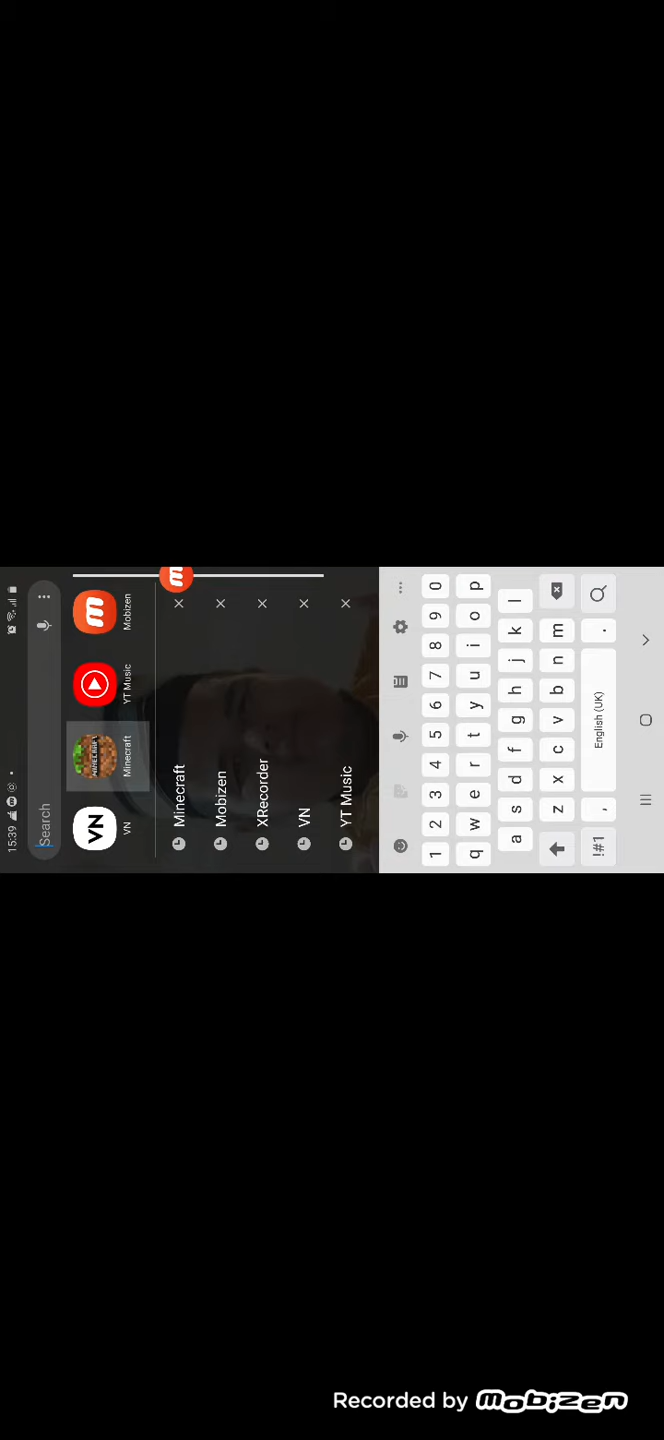 15:39
Search
VN
Minecraft
YT Music
Mobizen
Minecraft
Mobizen
XRecorder
VN
YT Music
1 2 3 4 5 6 7 8 9 0
q w e r t y u i o p
a s d f g h j k l
z x c v b n m
!#1 , English (UK) .
Recorded by mobizen